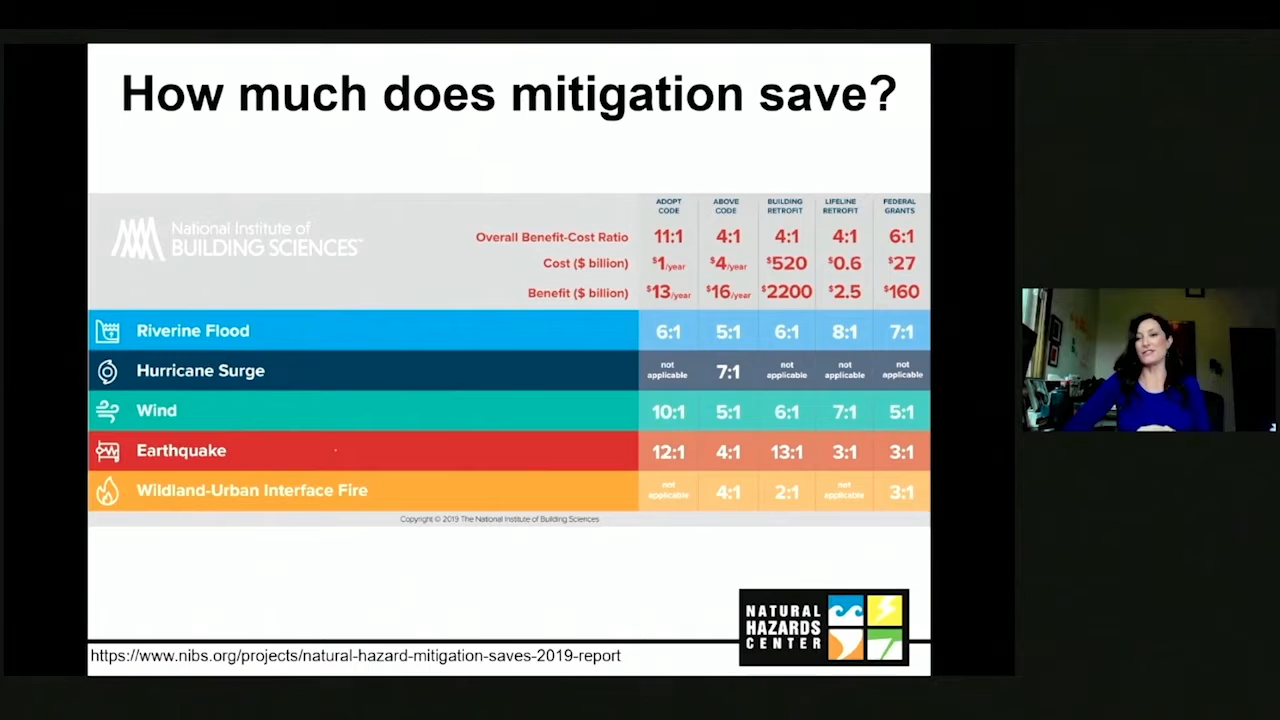 How much does mitigation save?
National Institute of
BUILDING SCIENCES™
ADOPT CODE
ABOVE CODE
BUILDING RETROFIT
LIFELINE RETROFIT
FEDERAL GRANTS
Overall Benefit-Cost Ratio 11:1 4:1 4:1 4:1 6:1
Cost ($ billion) $1/year $4/year $520 $0.6 $27
Benefit ($ billion) $13/year $16/year $2200 $2.5 $160
Riverine Flood 6:1 5:1 6:1 8:1 7:1
Hurricane Surge not applicable 7:1 not applicable not applicable not applicable
Wind 10:1 5:1 6:1 7:1 5:1
Earthquake 12:1 4:1 13:1 3:1 3:1
Wildland-Urban Interface Fire not applicable 4:1 2:1 not applicable 3:1
Copyright © 2019 The National Institute of Building Sciences
NATURAL
HAZARDS
CENTER
https://www.nibs.org/projects/natural-hazard-mitigation-saves-2019-report